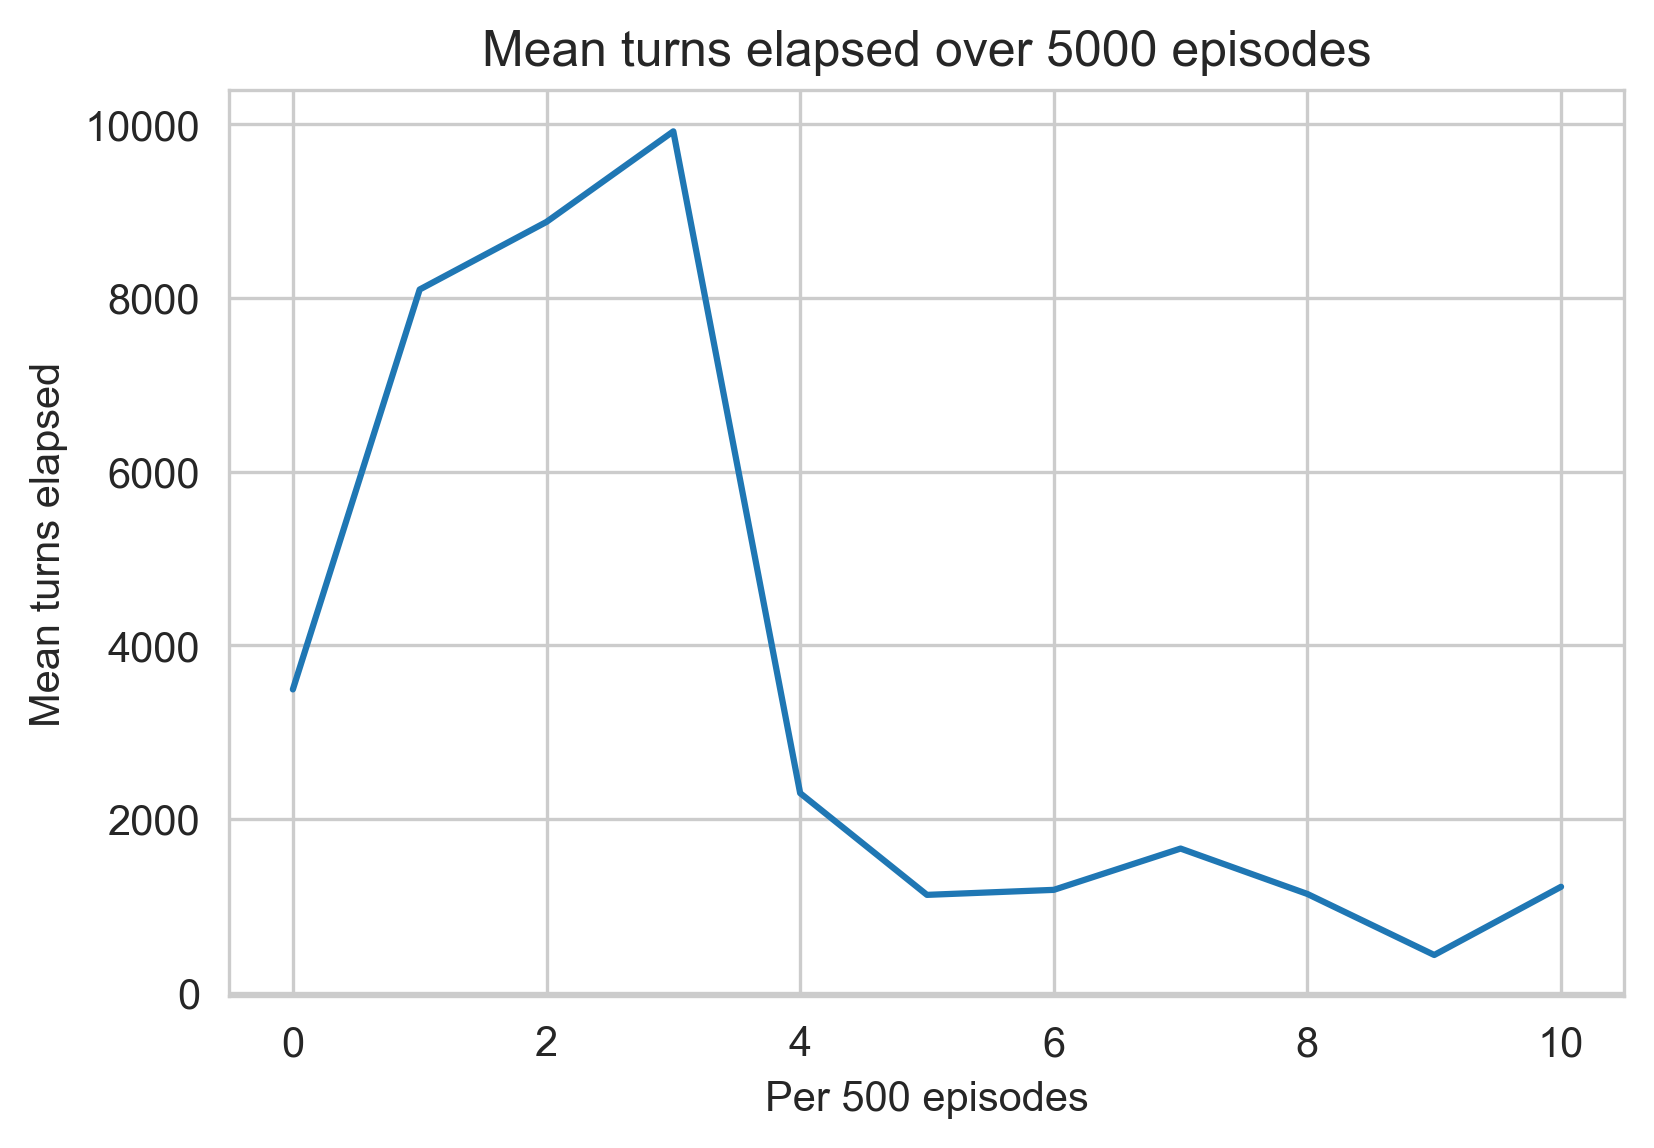 Mean turns elapsed over 5000 episodes
Mean turns elapsed
10000
8000
6000
4000
2000
0
0 2 4 6 8 10
Per 500 episodes